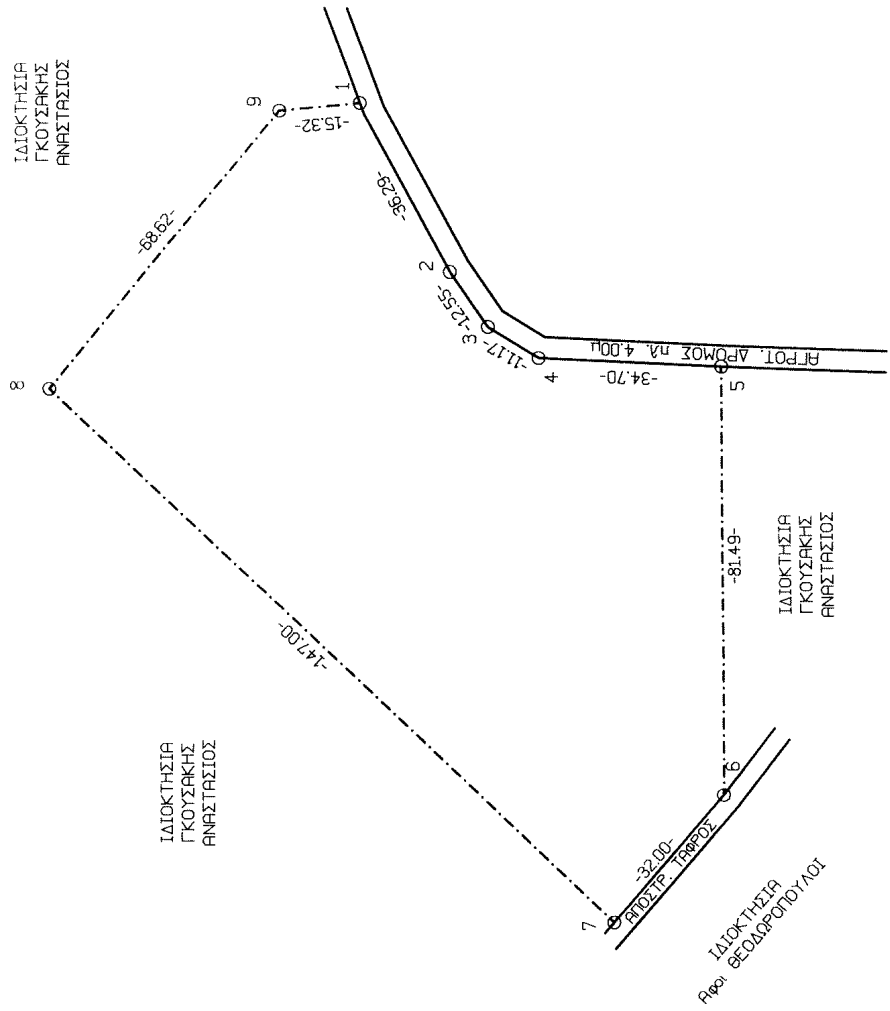 ΙΔΙΟΚΤΗΣΙΑ
ΓΚΟΥΣΑΚΗΣ
ΑΝΑΣΤΑΣΙΟΣ
9
1
-15.32-
-68.62-
-36.29-
2
8
-12.55-
3
-11.17-
4
-34.70-
ΑΓΡΟΤ. ΔΡΟΜΟΣ πλ. 4.00μ
5
-147.00-
-81.49-
ΙΔΙΟΚΤΗΣΙΑ
ΓΚΟΥΣΑΚΗΣ
ΑΝΑΣΤΑΣΙΟΣ
ΙΔΙΟΚΤΗΣΙΑ
ΓΚΟΥΣΑΚΗΣ
ΑΝΑΣΤΑΣΙΟΣ
6
-32.00-
ΑΠΟΣΤΡ. ΤΑΦΡΟΣ
7
ΙΔΙΟΚΤΗΣΙΑ
Αφοι ΘΕΟΔΩΡΟΠΟΥΛΟΙ